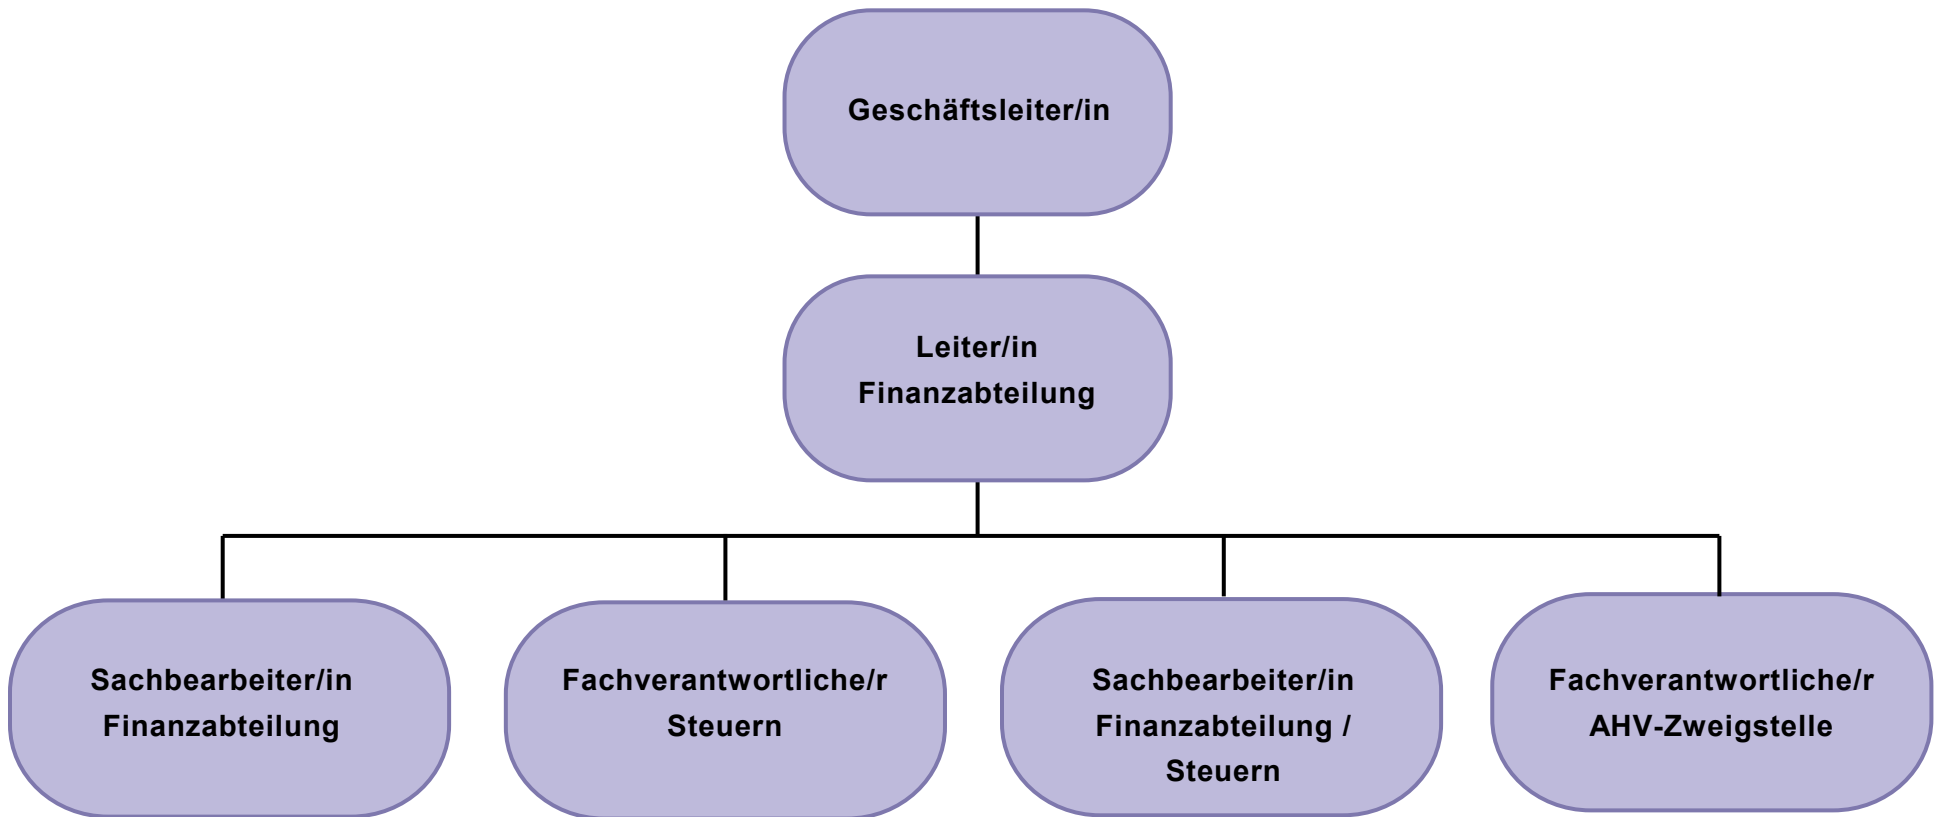 Geschäftsleiter/in
Leiter/in
Finanzabteilung
Sachbearbeiter/in
Finanzabteilung
Fachverantwortliche/r
Steuern
Sachbearbeiter/in
Finanzabteilung /
Steuern
Fachverantwortliche/r
AHV-Zweigstelle